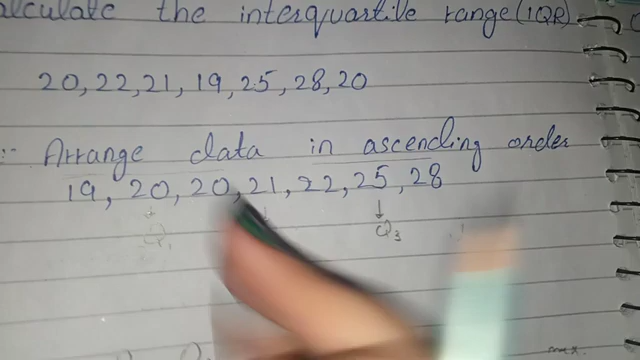 alculate the interquartile range (IQR)
20, 22, 21, 19, 25, 28, 20
:- Arrange data in ascending order
19, 20, 20, 21, 22, 25, 28
Q₁ Q₃